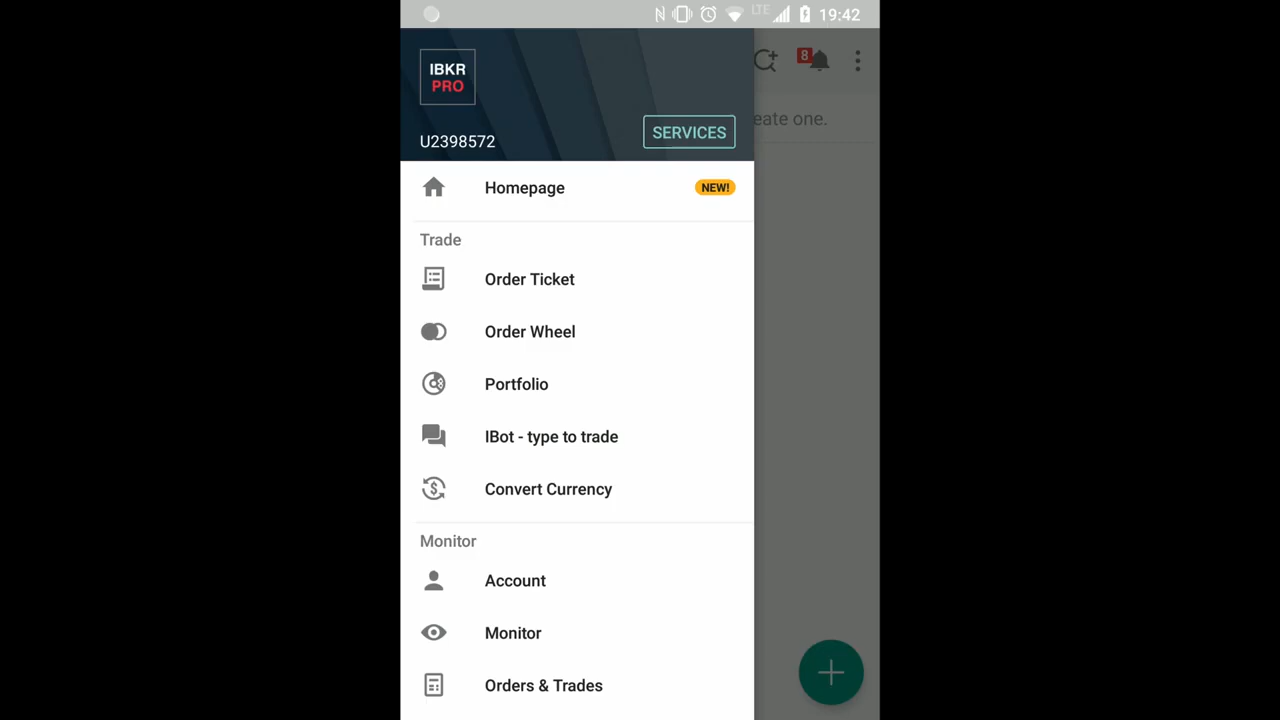 LTE 19:42
IBKR
PRO
8
U2398572
SERVICES
eate one.
Homepage
NEW!
Trade
Order Ticket
Order Wheel
Portfolio
IBot - type to trade
Convert Currency
Monitor
Account
Monitor
Orders & Trades